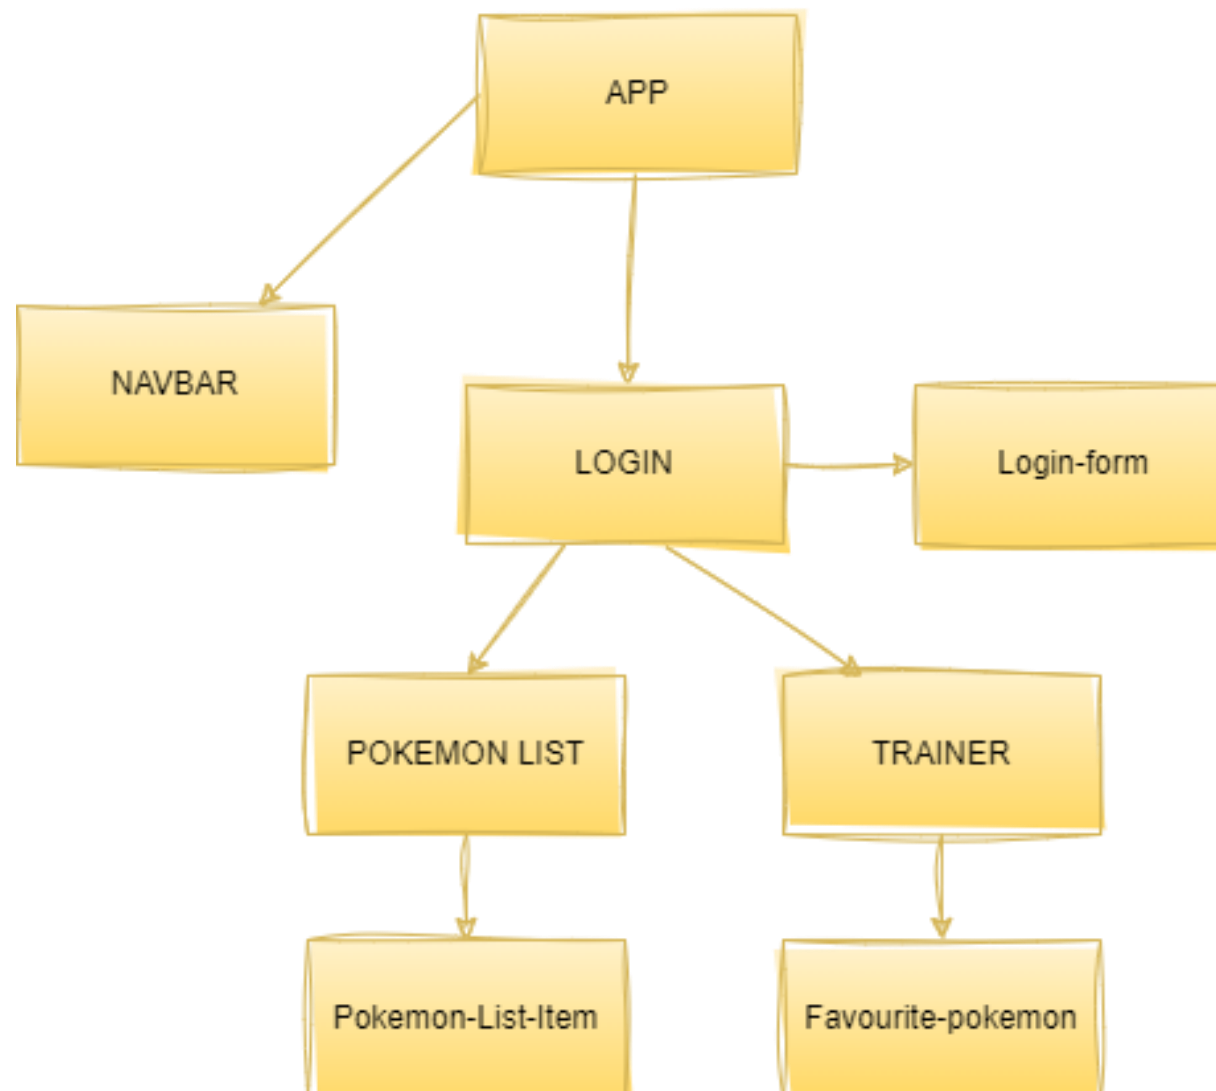 APP
NAVBAR
LOGIN
Login-form
POKEMON LIST
TRAINER
Pokemon-List-Item
Favourite-pokemon